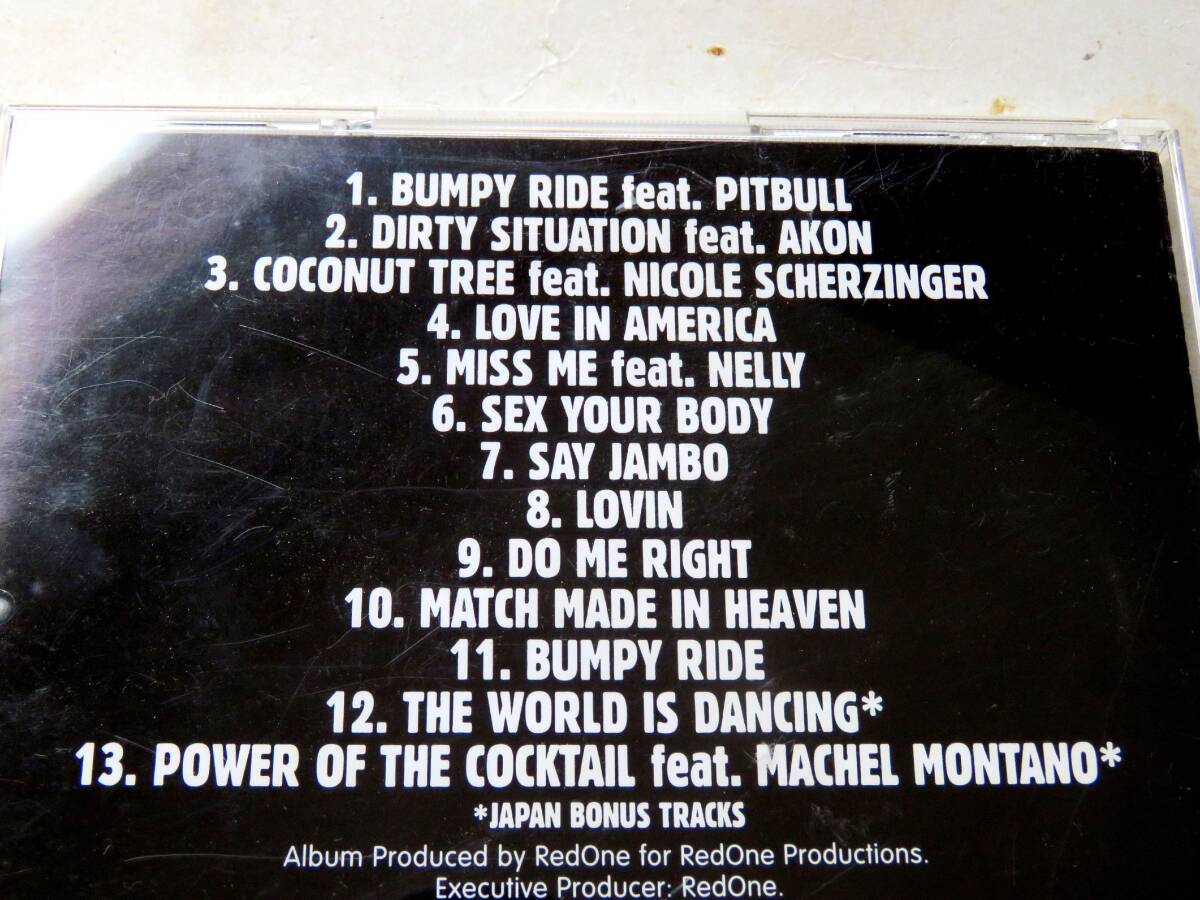 1. BUMPY RIDE feat. PITBULL
2. DIRTY SITUATION feat. AKON
3. COCONUT TREE feat. NICOLE SCHERZINGER
4. LOVE IN AMERICA
5. MISS ME feat. NELLY
6. SEX YOUR BODY
7. SAY JAMBO
8. LOVIN
9. DO ME RIGHT
10. MATCH MADE IN HEAVEN
11. BUMPY RIDE
12. THE WORLD IS DANCING*
13. POWER OF THE COCKTAIL feat. MACHEL MONTANO*
*JAPAN BONUS TRACKS
Album Produced by RedOne for RedOne Productions.
Executive Producer: RedOne.